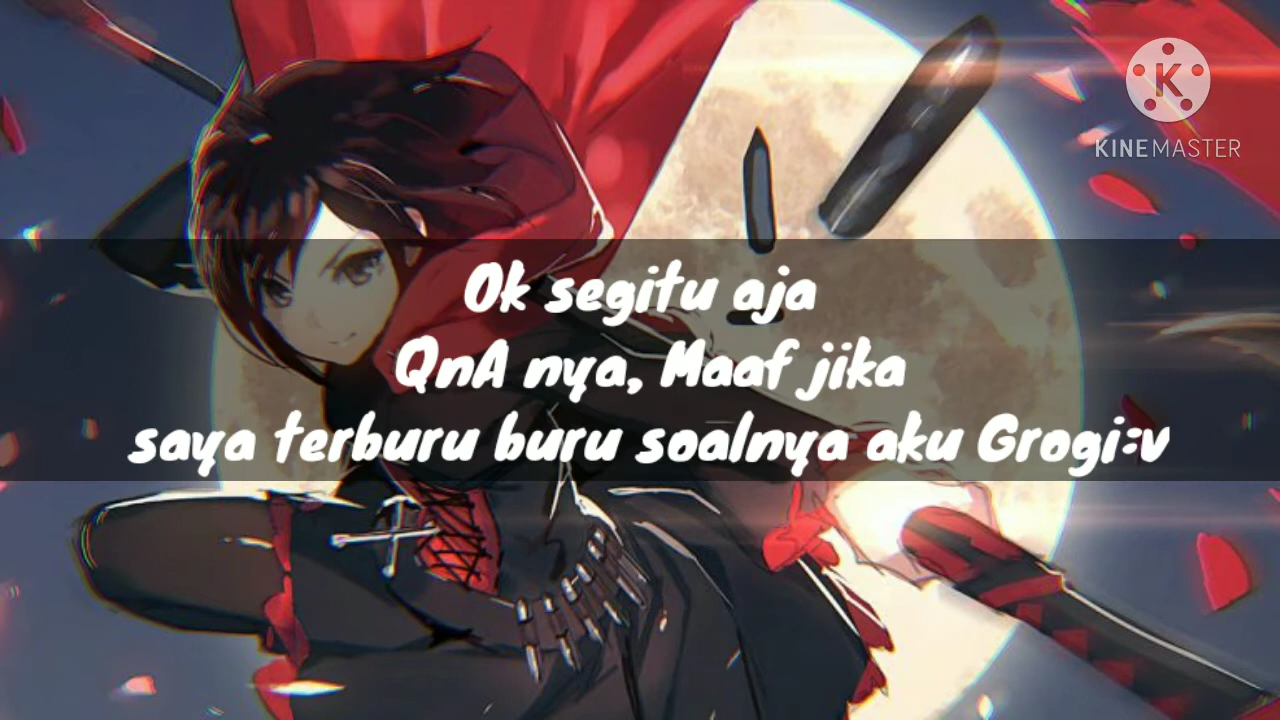 K
KINEMASTER
Ok segitu aja
QnA nya, Maaf jika
saya terburu buru soalnya aku Grogi:v